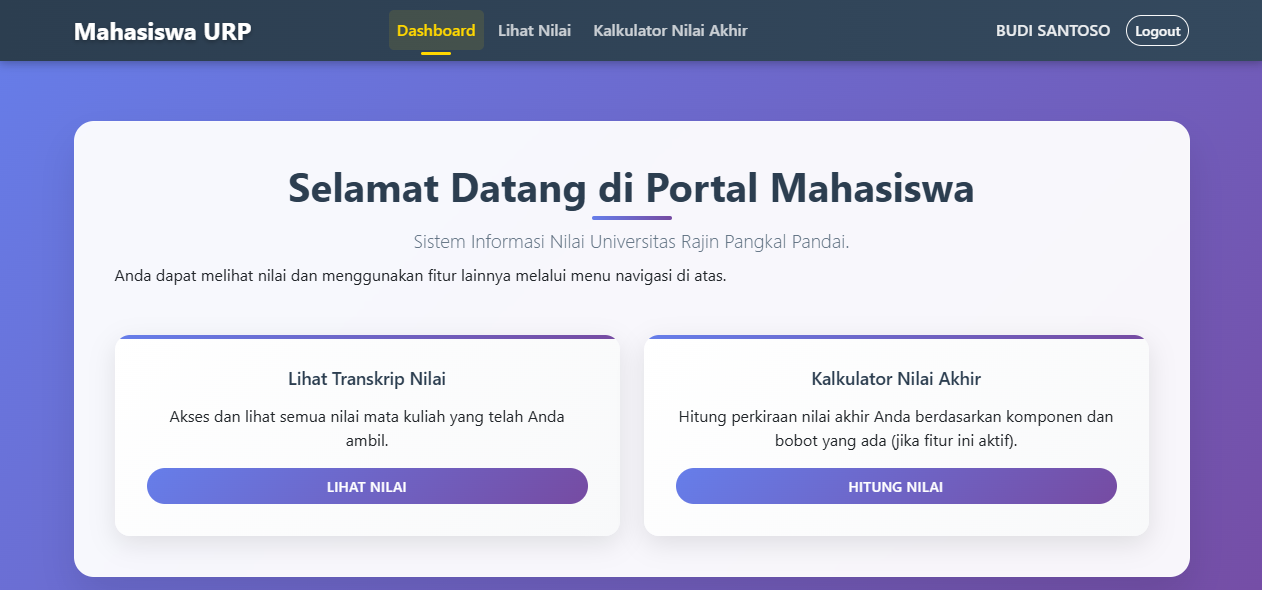 Mahasiswa URP
Dashboard
Lihat Nilai
Kalkulator Nilai Akhir
BUDI SANTOSO
Logout
Selamat Datang di Portal Mahasiswa
Sistem Informasi Nilai Universitas Rajin Pangkal Pandai.
Anda dapat melihat nilai dan menggunakan fitur lainnya melalui menu navigasi di atas.
Lihat Transkrip Nilai
Akses dan lihat semua nilai mata kuliah yang telah Anda
ambil.
LIHAT NILAI
Kalkulator Nilai Akhir
Hitung perkiraan nilai akhir Anda berdasarkan komponen dan
bobot yang ada (jika fitur ini aktif).
HITUNG NILAI